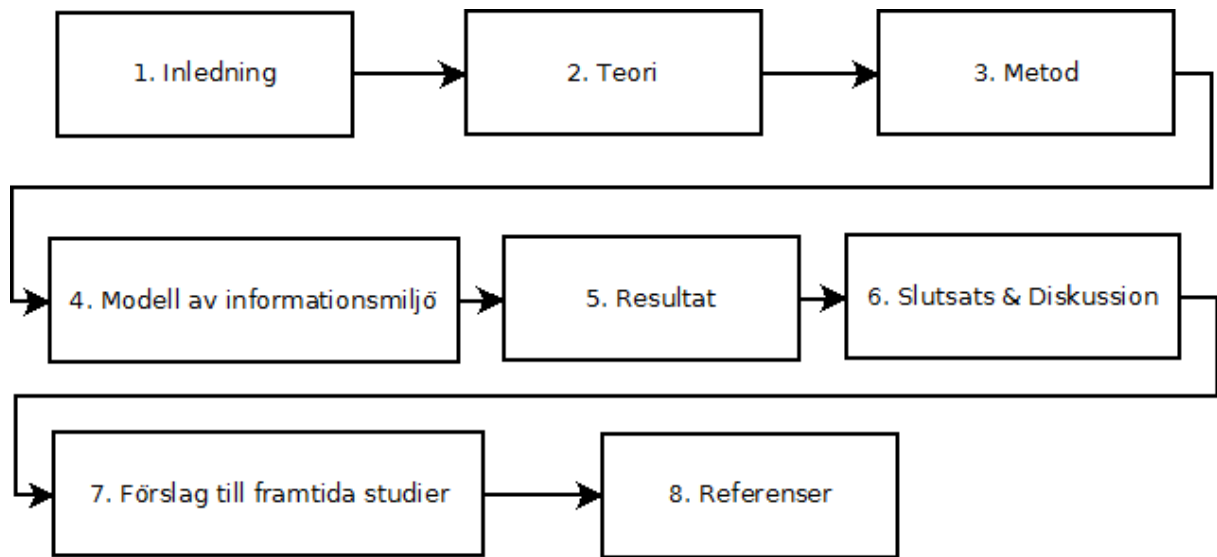 1. Inledning
2. Teori
3. Metod
4. Modell av informationsmiljö
5. Resultat
6. Slutsats & Diskussion
7. Förslag till framtida studier
8. Referenser